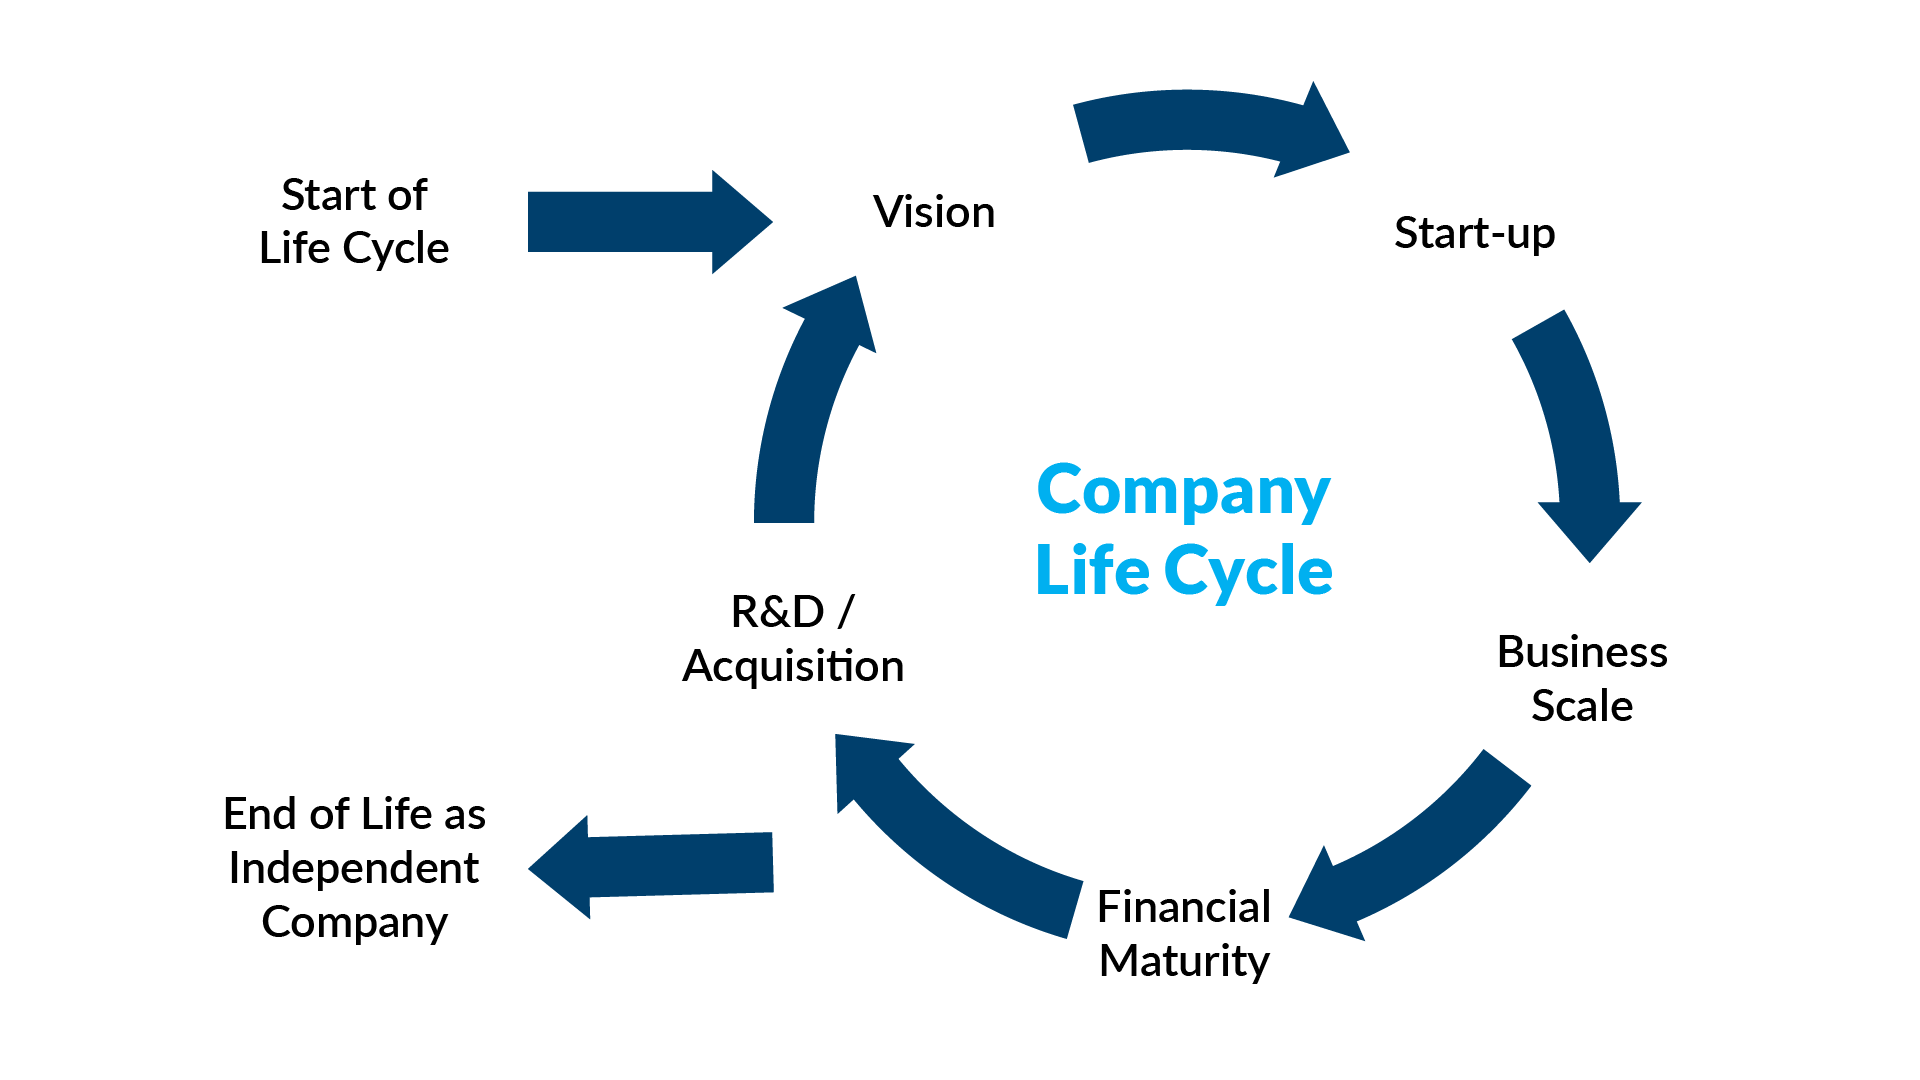 Start of
Life Cycle
Vision
Start-up
Company
Life Cycle
R&D /
Acquisition
Business
Scale
End of Life as
Independent
Company
Financial
Maturity